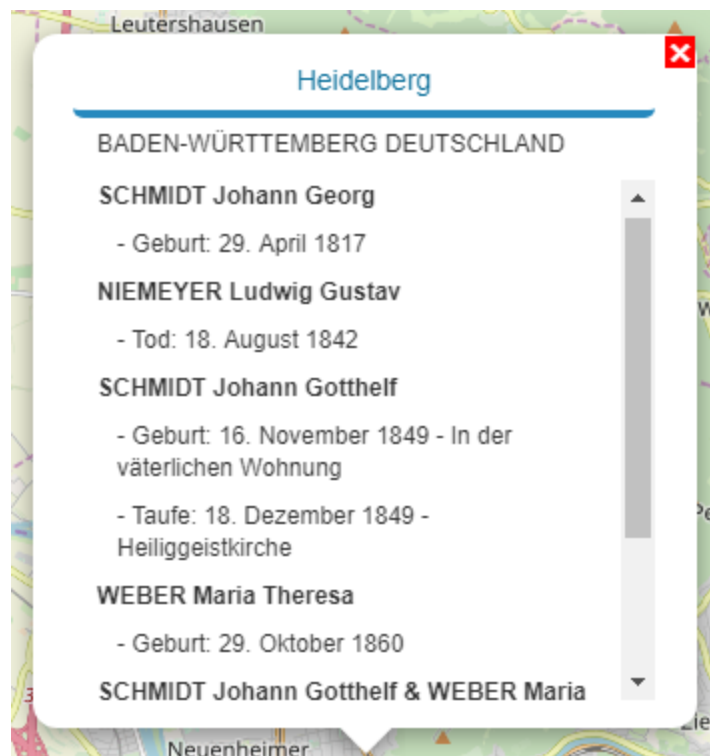 Leutershausen
Heidelberg
BADEN-WÜRTTEMBERG DEUTSCHLAND
SCHMIDT Johann Georg
- Geburt: 29. April 1817
NIEMEYER Ludwig Gustav
- Tod: 18. August 1842
SCHMIDT Johann Gotthelf
- Geburt: 16. November 1849 - In der
väterlichen Wohnung
- Taufe: 18. Dezember 1849 -
Heiliggeistkirche
WEBER Maria Theresa
- Geburt: 29. Oktober 1860
SCHMIDT Johann Gotthelf & WEBER Maria
Neuenheimer